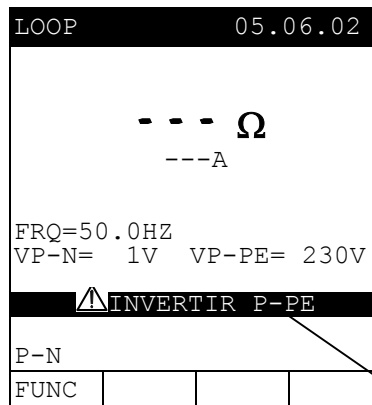 LOOP 05.06.02
- - - Ω
---A
FRQ=50.0HZ
VP-N= 1V VP-PE= 230V
INVERTIR P-PE
P-N
FUNC